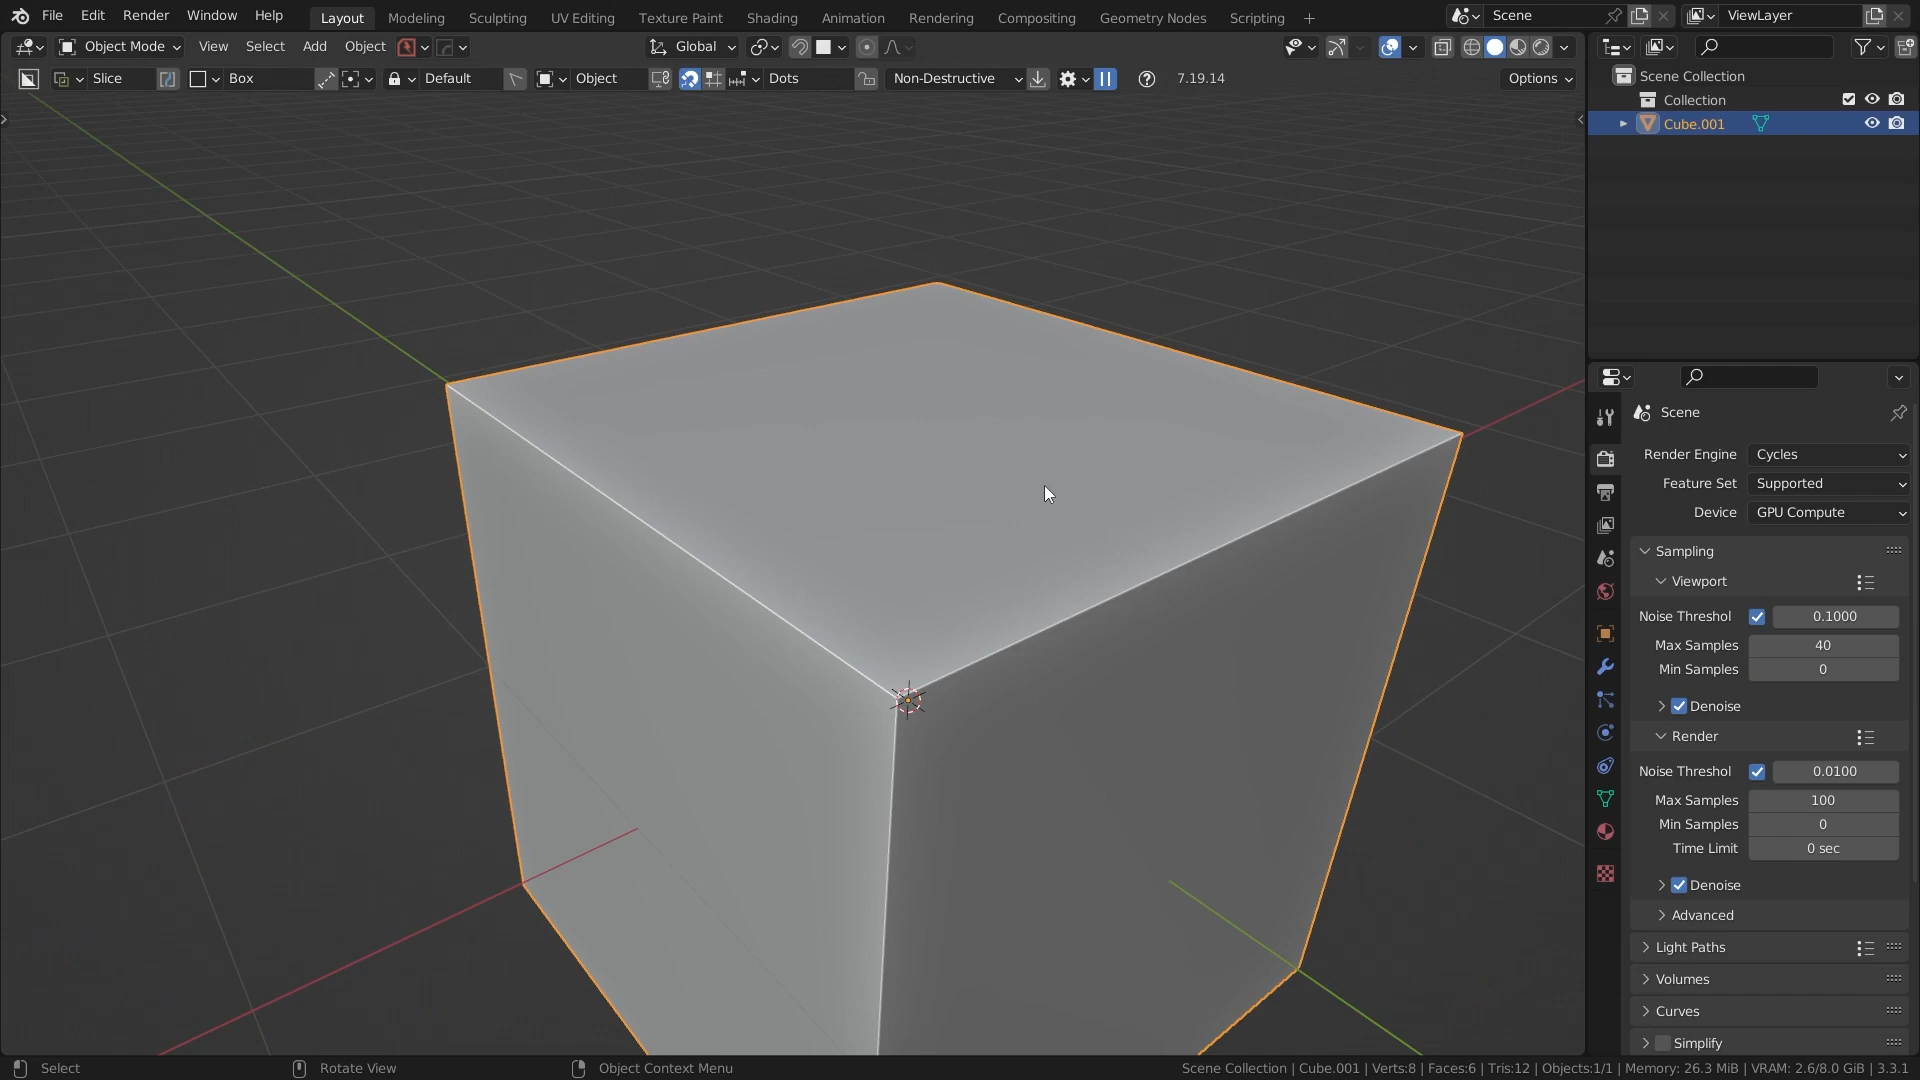 File Edit Render Window Help Layout Modeling Sculpting UV Editing Texture Paint Shading Animation Rendering Compositing Geometry Nodes Scripting + Scene ViewLayer
Object Mode View Select Add Object Global
Slice Box Default Object Dots Non-Destructive 7.19.14 Options
Scene Collection
Collection
Cube.001
Scene
Render Engine Cycles
Feature Set Supported
Device GPU Compute
Sampling
Viewport
Noise Threshol 0.1000
Max Samples 40
Min Samples 0
Denoise
Render
Noise Threshol 0.0100
Max Samples 100
Min Samples 0
Time Limit 0 sec
Denoise
Advanced
Light Paths
Volumes
Curves
Simplify
Select Rotate View Object Context Menu Scene Collection | Cube.001 | Verts:8 | Faces:6 | Tris:12 | Objects:1/1 | Memory: 26.3 MiB | VRAM: 2.6/8.0 GiB | 3.3.1